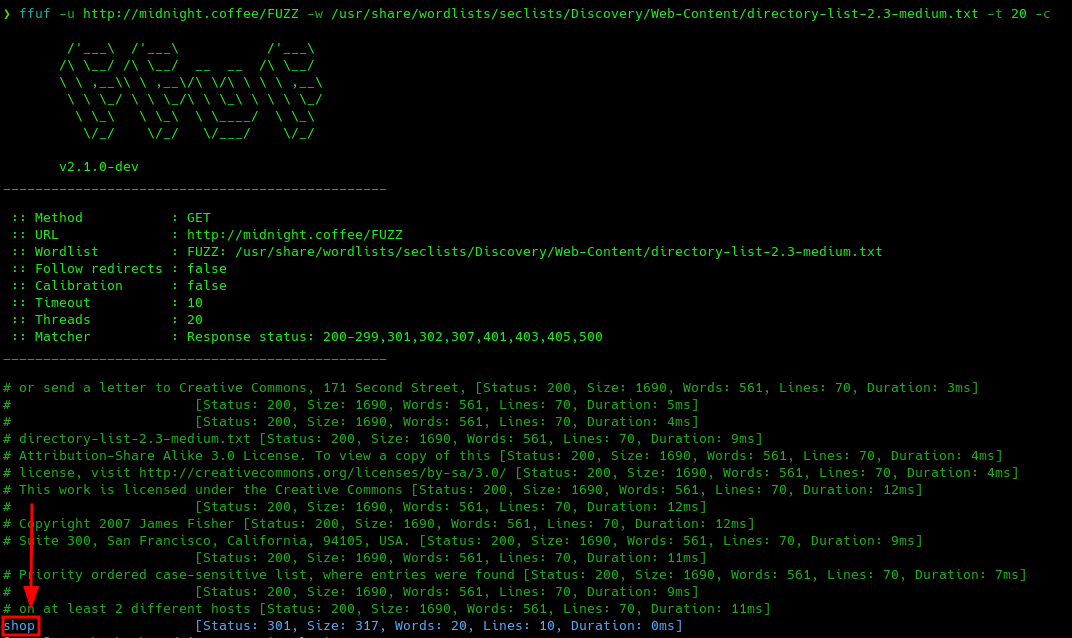 ❯ ffuf -u http://midnight.coffee/FUZZ -w /usr/share/wordlists/seclists/Discovery/Web-Content/directory-list-2.3-medium.txt -t 20 -c
v2.1.0-dev
________________________________________________
:: Method : GET
:: URL : http://midnight.coffee/FUZZ
:: Wordlist : FUZZ: /usr/share/wordlists/seclists/Discovery/Web-Content/directory-list-2.3-medium.txt
:: Follow redirects : false
:: Calibration : false
:: Timeout : 10
:: Threads : 20
:: Matcher : Response status: 200-299,301,302,307,401,403,405,500
________________________________________________
# or send a letter to Creative Commons, 171 Second Street, [Status: 200, Size: 1690, Words: 561, Lines: 70, Duration: 3ms]
# [Status: 200, Size: 1690, Words: 561, Lines: 70, Duration: 5ms]
# [Status: 200, Size: 1690, Words: 561, Lines: 70, Duration: 4ms]
# directory-list-2.3-medium.txt [Status: 200, Size: 1690, Words: 561, Lines: 70, Duration: 9ms]
# Attribution-Share Alike 3.0 License. To view a copy of this [Status: 200, Size: 1690, Words: 561, Lines: 70, Duration: 4ms]
# license, visit http://creativecommons.org/licenses/by-sa/3.0/ [Status: 200, Size: 1690, Words: 561, Lines: 70, Duration: 4ms]
# This work is licensed under the Creative Commons [Status: 200, Size: 1690, Words: 561, Lines: 70, Duration: 12ms]
# [Status: 200, Size: 1690, Words: 561, Lines: 70, Duration: 12ms]
# Copyright 2007 James Fisher [Status: 200, Size: 1690, Words: 561, Lines: 70, Duration: 12ms]
# Suite 300, San Francisco, California, 94105, USA. [Status: 200, Size: 1690, Words: 561, Lines: 70, Duration: 9ms]
[Status: 200, Size: 1690, Words: 561, Lines: 70, Duration: 11ms]
# Priority ordered case-sensitive list, where entries were found [Status: 200, Size: 1690, Words: 561, Lines: 70, Duration: 7ms]
# [Status: 200, Size: 1690, Words: 561, Lines: 70, Duration: 9ms]
# on at least 2 different hosts [Status: 200, Size: 1690, Words: 561, Lines: 70, Duration: 11ms]
shop [Status: 301, Size: 317, Words: 20, Lines: 10, Duration: 0ms]